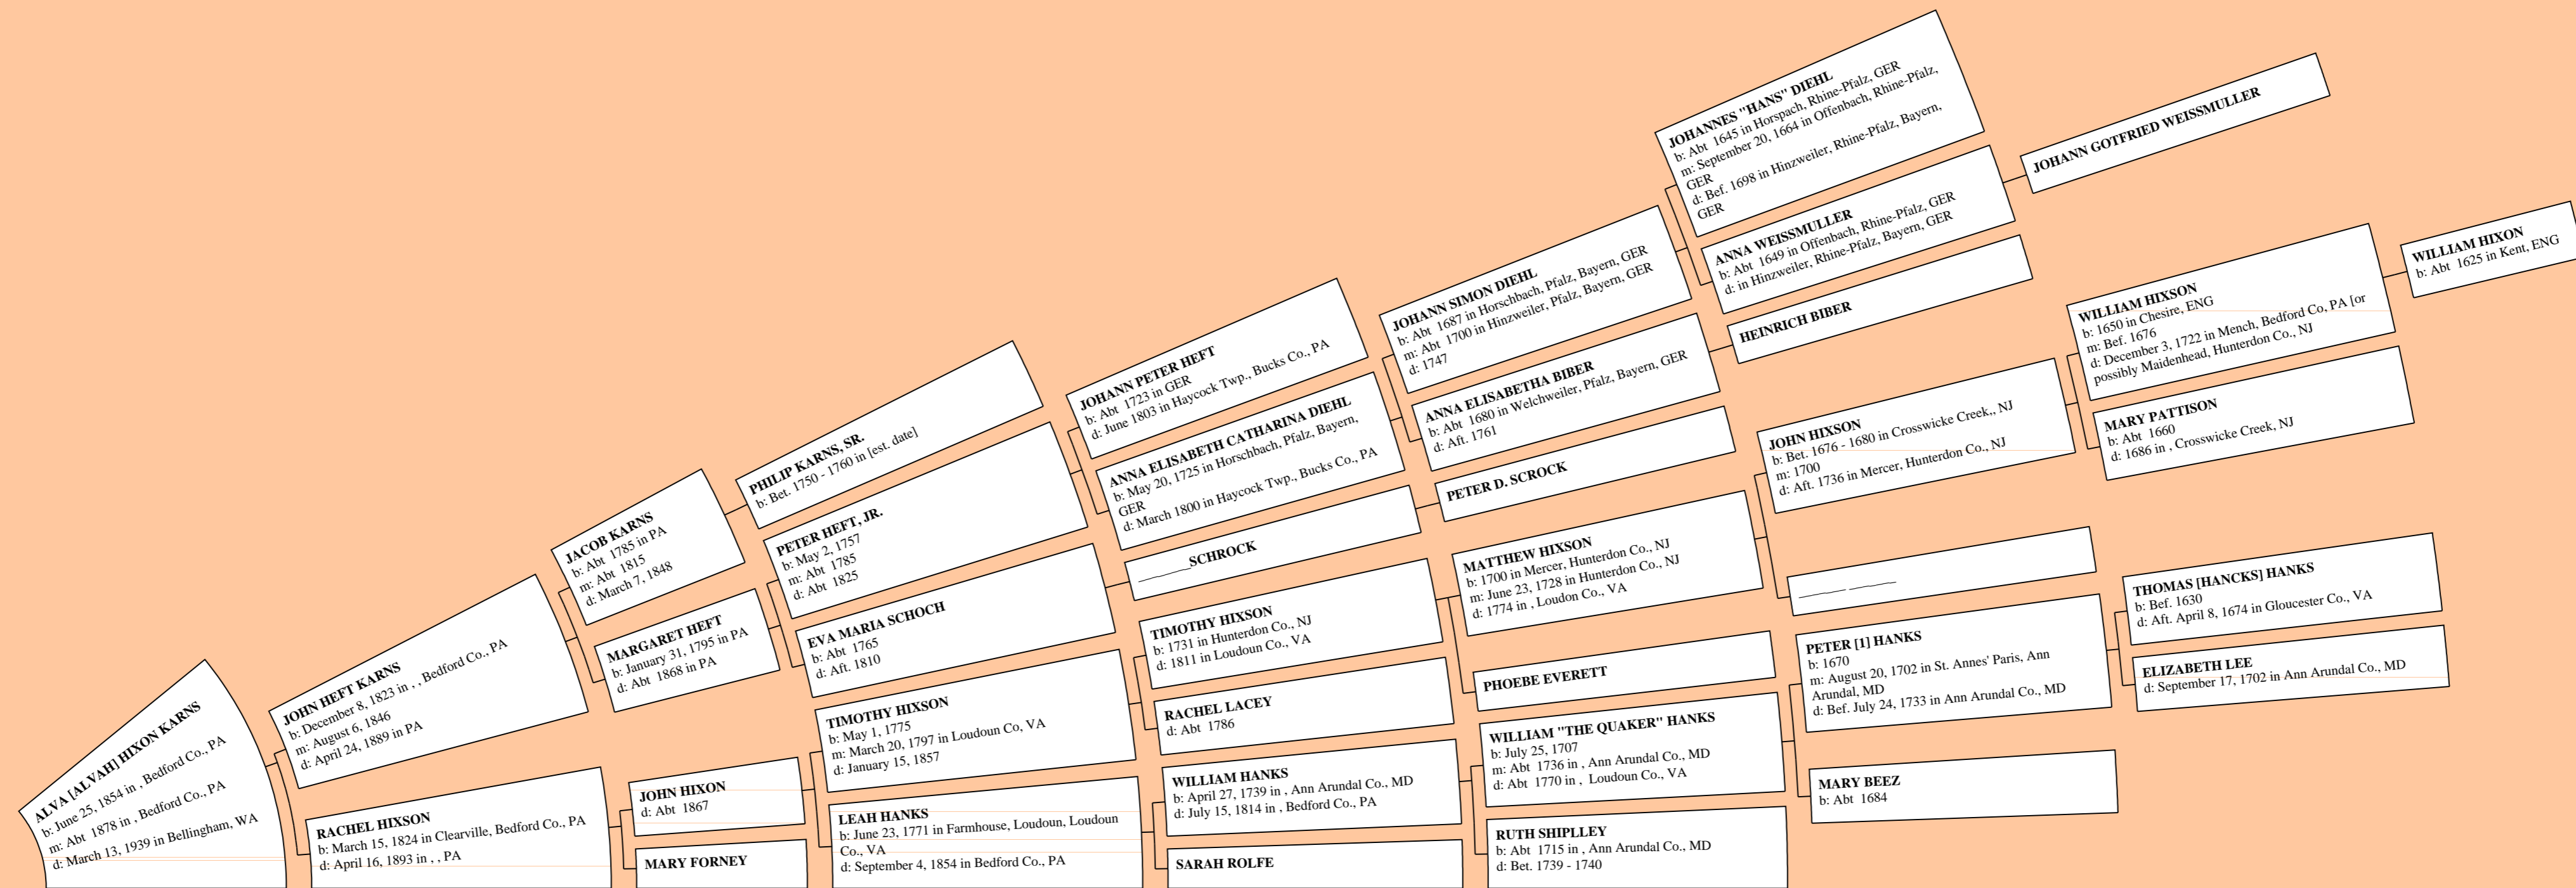 ALVA [ALVAH] HIXON KARNS
b: June 25, 1854 in , Bedford Co., PA
m: Abt 1878 in , Bedford Co., PA
d: March 13, 1939 in Bellingham, WA
JOHN HEFT KARNS
b: December 8, 1823 in , , Bedford Co., PA
m: August 6, 1846
d: April 24, 1889 in PA
RACHEL HIXSON
b: March 15, 1824 in Clearville, Bedford Co., PA
d: April 16, 1893 in , , PA
JACOB KARNS
b: Abt 1785 in PA
m: Abt 1815
d: March 7, 1848
MARGARET HEFT
b: January 31, 1795 in PA
d: Abt 1868 in PA
JOHN HIXON
d: Abt 1867
MARY FORNEY
PHILIP KARNS, SR.
b: Bet. 1750 - 1760 in [est. date]
PETER HEFT, JR.
b: May 2, 1757
m: Abt 1785
d: Abt 1825
EVA MARIA SCHOCH
b: Abt 1765
d: Aft. 1810
TIMOTHY HIXSON
b: May 1, 1775
m: March 20, 1797 in Loudoun Co, VA
d: January 15, 1857
LEAH HANKS
b: June 23, 1771 in Farmhouse, Loudoun, Loudoun
Co., VA
d: September 4, 1854 in Bedford Co., PA
JOHANN PETER HEFT
b: Abt 1723 in GER
d: June 1803 in Haycock Twp., Bucks Co., PA
ANNA ELISABETH CATHARINA DIEHL
b: May 20, 1725 in Horschbach, Pfalz, Bayern,
GER
d: March 1800 in Haycock Twp., Bucks Co., PA
________SCHROCK
TIMOTHY HIXSON
b: 1731 in Hunterdon Co., NJ
d: 1811 in Loudoun Co., VA
RACHEL LACEY
d: Abt 1786
WILLIAM HANKS
b: April 27, 1739 in , Ann Arundal Co., MD
d: July 15, 1814 in , Bedford Co., PA
SARAH ROLFE
JOHANN SIMON DIEHL
b: Abt 1687 in Horschbach, Pfalz, Bayern, GER
m: Abt 1700 in Hinzweiler, Pfalz, Bayern, GER
d: 1747
ANNA ELISABETHA BIBER
b: Abt 1680 in Welchweiler, Pfalz, Bayern, GER
d: Aft. 1761
PETER D. SCROCK
MATTHEW HIXSON
b: 1700 in Mercer, Hunterdon Co., NJ
m: June 23, 1728 in Hunterdon Co., NJ
d: 1774 in , Loudon Co., VA
PHOEBE EVERETT
WILLIAM "THE QUAKER" HANKS
b: July 25, 1707
m: Abt 1736 in , Ann Arundal Co., MD
d: Abt 1770 in , Loudoun Co., VA
RUTH SHIPLLEY
b: Abt 1715 in , Ann Arundal Co., MD
d: Bet. 1739 - 1740
JOHANNES "HANS" DIEHL
b: Abt 1645 in Horspach, Rhine-Pfalz, GER
m: September 20, 1664 in Offenbach, Rhine-Pfalz,
GER
d: Bef. 1698 in Hinzweiler, Rhine-Pfalz, Bayern,
GER
ANNA WEISSMULLER
b: Abt 1649 in Offenbach, Rhine-Pfalz, GER
d: in Hinzweiler, Rhine-Pfalz, Bayern, GER
HEINRICH BIBER
JOHN HIXSON
b: Bet. 1676 - 1680 in Crosswicke Creek,, NJ
m: 1700
d: Aft. 1736 in Mercer, Hunterdon Co., NJ
_______ _______
PETER [1] HANKS
b: 1670
m: August 20, 1702 in St. Annes' Paris, Ann
Arundal, MD
d: Bef. July 24, 1733 in Ann Arundal Co., MD
MARY BEEZ
b: Abt 1684
JOHANN GOTFRIED WEISSMULLER
WILLIAM HIXSON
b: 1650 in Chesire, ENG
m: Bef. 1676
d: December 3, 1722 in Mench, Bedford Co, PA [or
possibly Maidenhead, Hunterdon Co., NJ
MARY PATTISON
b: Abt 1660
d: 1686 in , Crosswicke Creek, NJ
THOMAS [HANCKS] HANKS
b: Bef. 1630
d: Aft. April 8, 1674 in Gloucester Co., VA
ELIZABETH LEE
d: September 17, 1702 in Ann Arundal Co., MD
WILLIAM HIXON
b: Abt 1625 in Kent, ENG